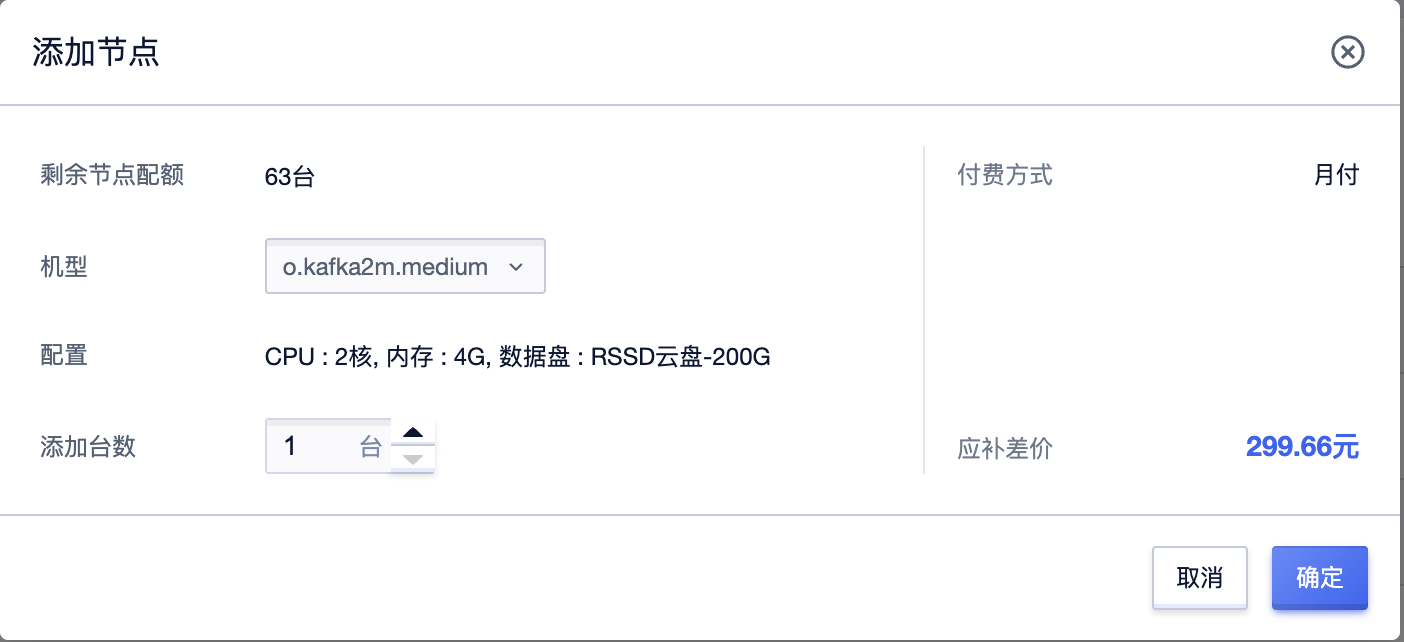 添加节点
剩余节点配额 63台
机型 o.kafka2m.medium
配置 CPU : 2核, 内存 : 4G, 数据盘 : RSSD云盘-200G
添加台数 1 台
付费方式 月付
应补差价 299.66元
取消 确定